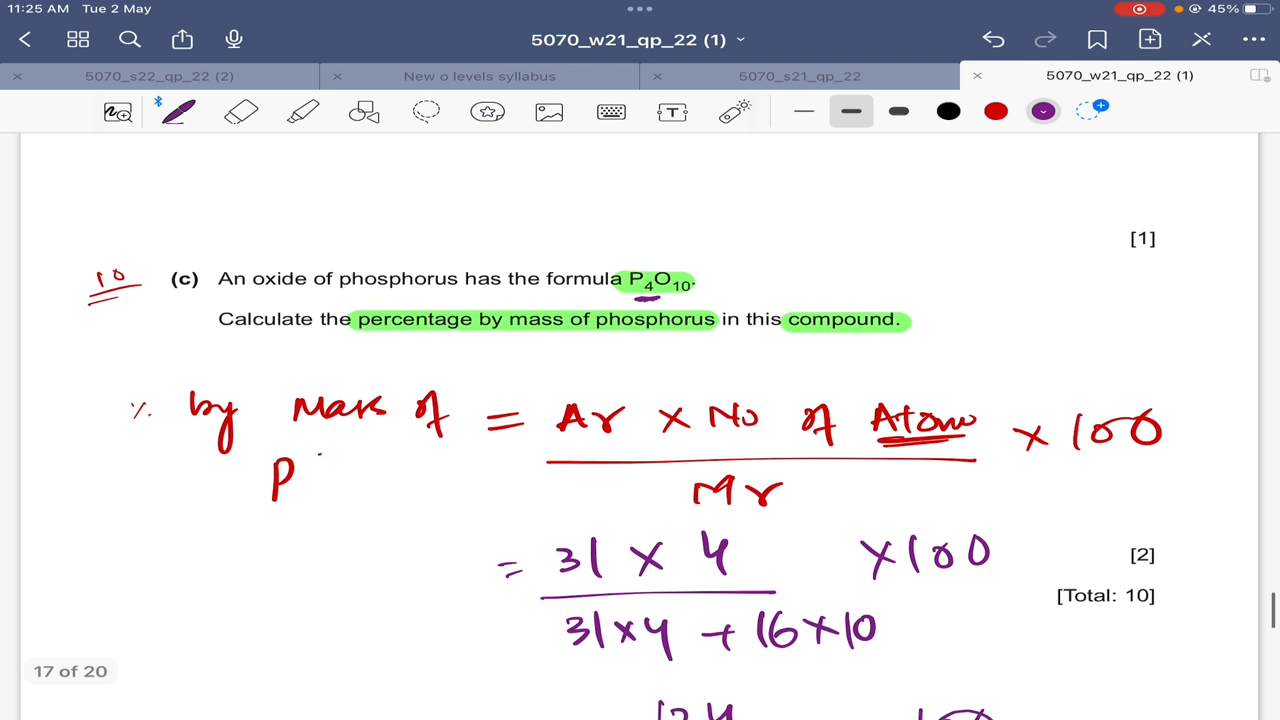 11:25 AM Tue 2 May
45%
5070_w21_qp_22 (1)
5070_s22_qp_22 (2)
New o levels syllabus
5070_s21_qp_22
5070_w21_qp_22 (1)
T
[1]
10
(c) An oxide of phosphorus has the formula P₄O₁₀.
Calculate the percentage by mass of phosphorus in this compound.
% by Mass of P = Ar × No of Atoms × 100
Mr
= 31 × 4 × 100
31×4 + 16×10
[2]
[Total: 10]
17 of 20
124 100